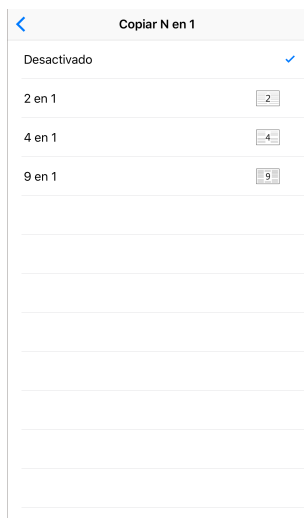 Copiar N en 1
Desactivado
2 en 1
2
4 en 1
4
9 en 1
9